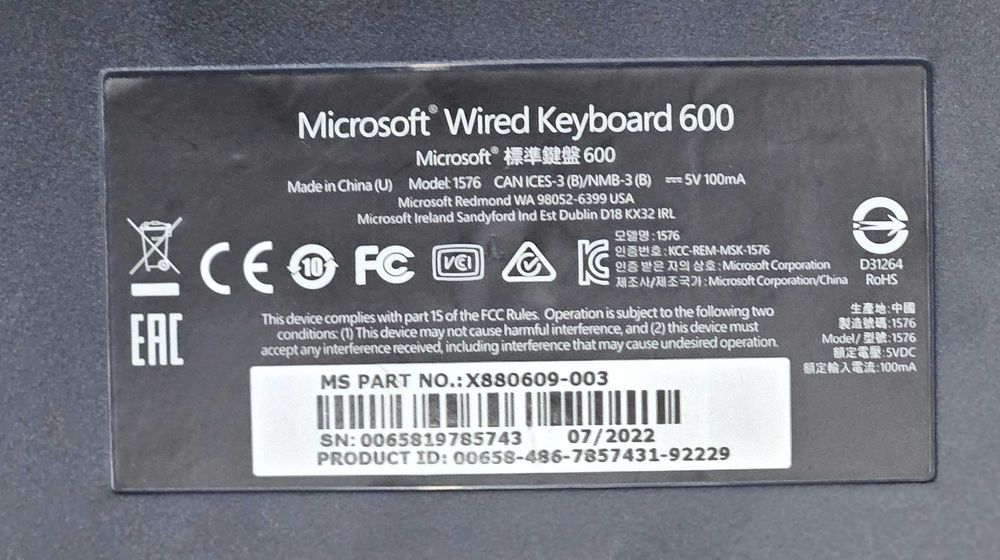 Microsoft® Wired Keyboard 600
Microsoft® 標準鍵盤 600
Made in China (U) Model: 1576 CAN ICES-3 (B)/NMB-3 (B) 5V 100mA
Microsoft Redmond WA 98052-6399 USA
Microsoft Ireland Sandyford Ind Est Dublin D18 KX32 IRL
CE 10 FC VCI KC
모델명 : 1576
인증번호 : KCC-REM-MSK-1576
인증 받은 자의 상호 : Microsoft Corporation
제조사/제조국가 : Microsoft Corporation/China
D31264
RoHS
EAC
生產地:中國
製造號碼:1576
Model/ 型號:1576
額定電壓:5VDC
額定輸入電流:100mA
This device complies with part 15 of the FCC Rules. Operation is subject to the following two
conditions: (1) This device may not cause harmful interference, and (2) this device must
accept any interference received, including interference that may cause undesired operation.
MS PART NO.: X880609-003
SN: 0065819785743 07/2022
PRODUCT ID: 00658-486-7857431-92229